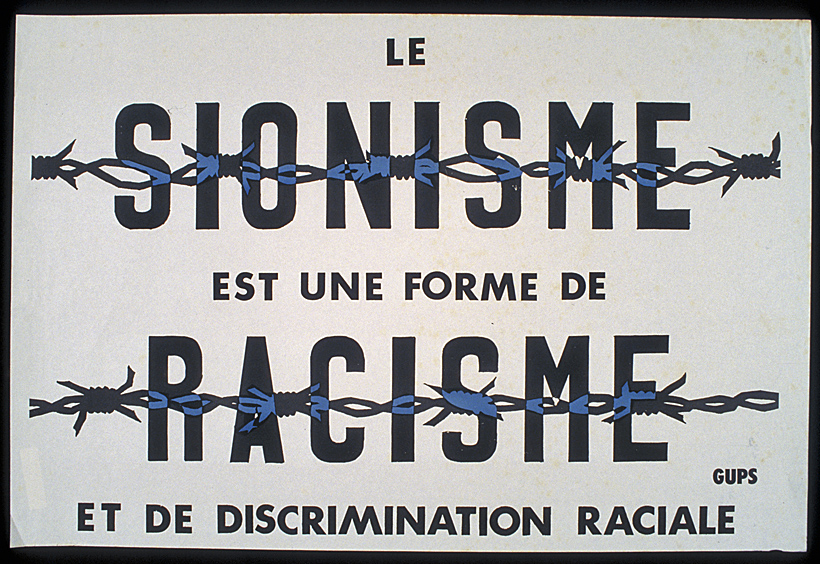 LE
SIONISME
EST UNE FORME DE
RACISME
GUPS
ET DE DISCRIMINATION RACIALE